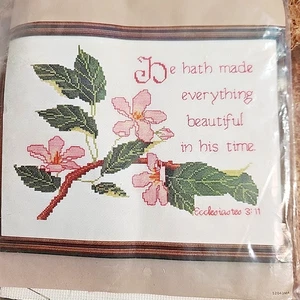 He hath made
everything
beautiful
in his time.
Ecclesiastes 3:11